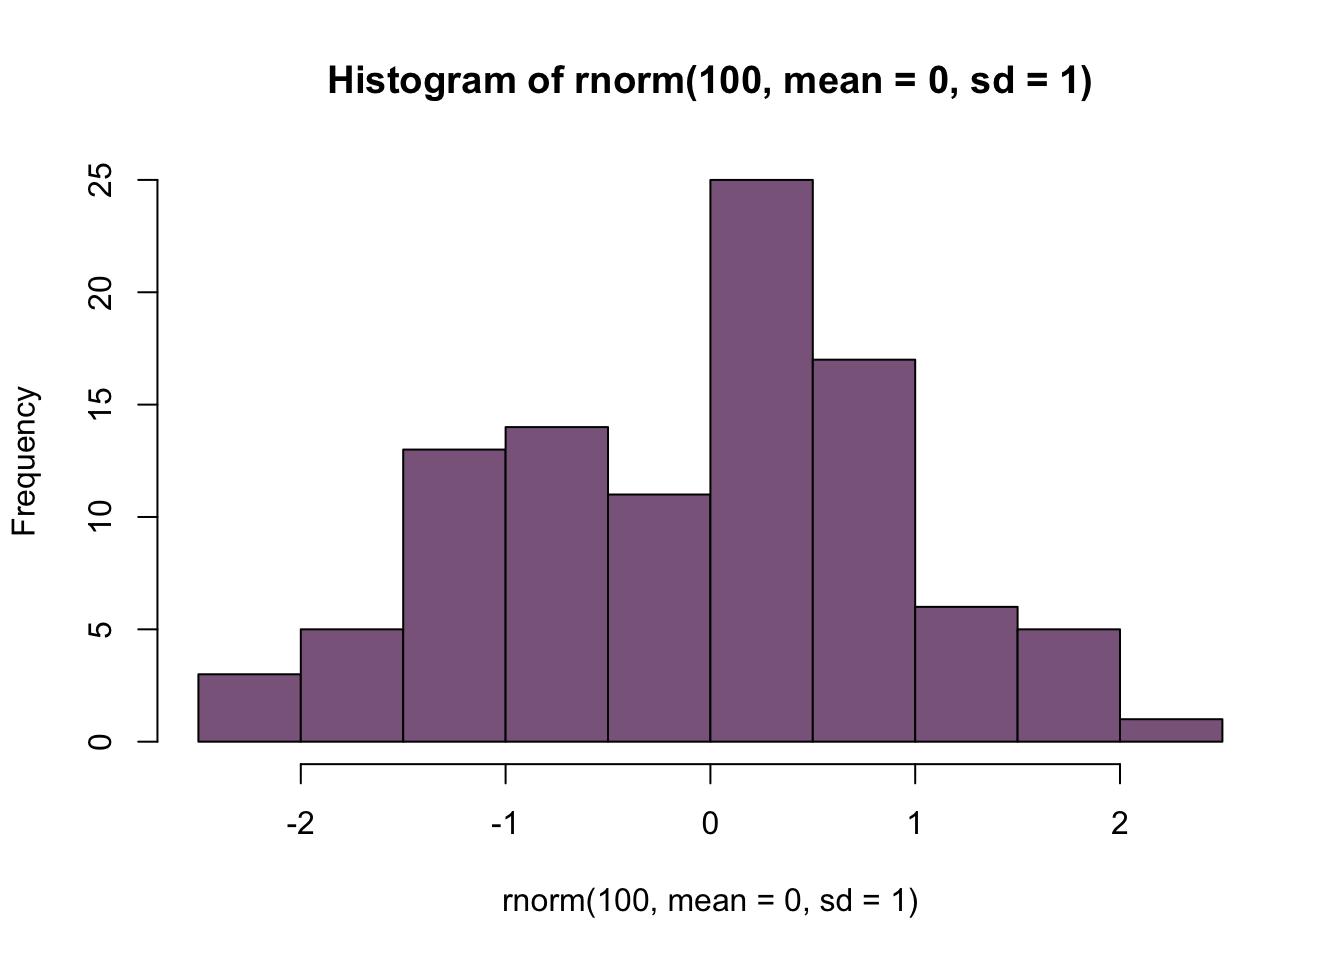 Histogram of rnorm(100, mean = 0, sd = 1)
25
20
15
10
5
0
Frequency
-2 -1 0 1 2
rnorm(100, mean = 0, sd = 1)